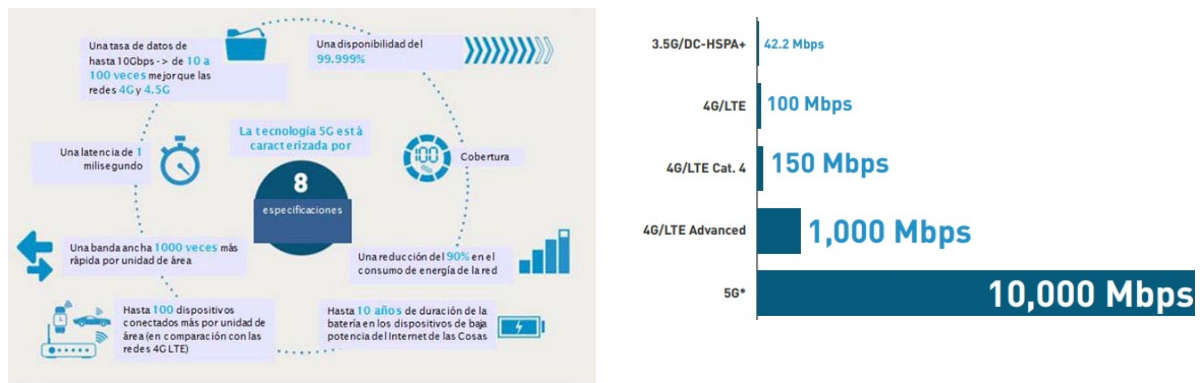 Una tasa de datos de
hasta 10Gbps -> de 10 a
100 veces mejor que las
redes 4G y 4.5G
Una disponibilidad del
99.999%
La tecnología 5G está
caracterizada por
8
especificaciones
Una latencia de 1
milisegundo
100
%
Cobertura
Una banda ancha 1000 veces más
rápida por unidad de área
Una reducción del 90% en el
consumo de energía de la red
Hasta 100 dispositivos
conectados más por unidad de
área (en comparación con las
redes 4G LTE)
Hasta 10 años de duración de la
batería en los dispositivos de baja
potencia del Internet de las Cosas
3.5G/DC-HSPA+ 42.2 Mbps
4G/LTE 100 Mbps
4G/LTE Cat. 4 150 Mbps
4G/LTE Advanced 1,000 Mbps
5G* 10,000 Mbps